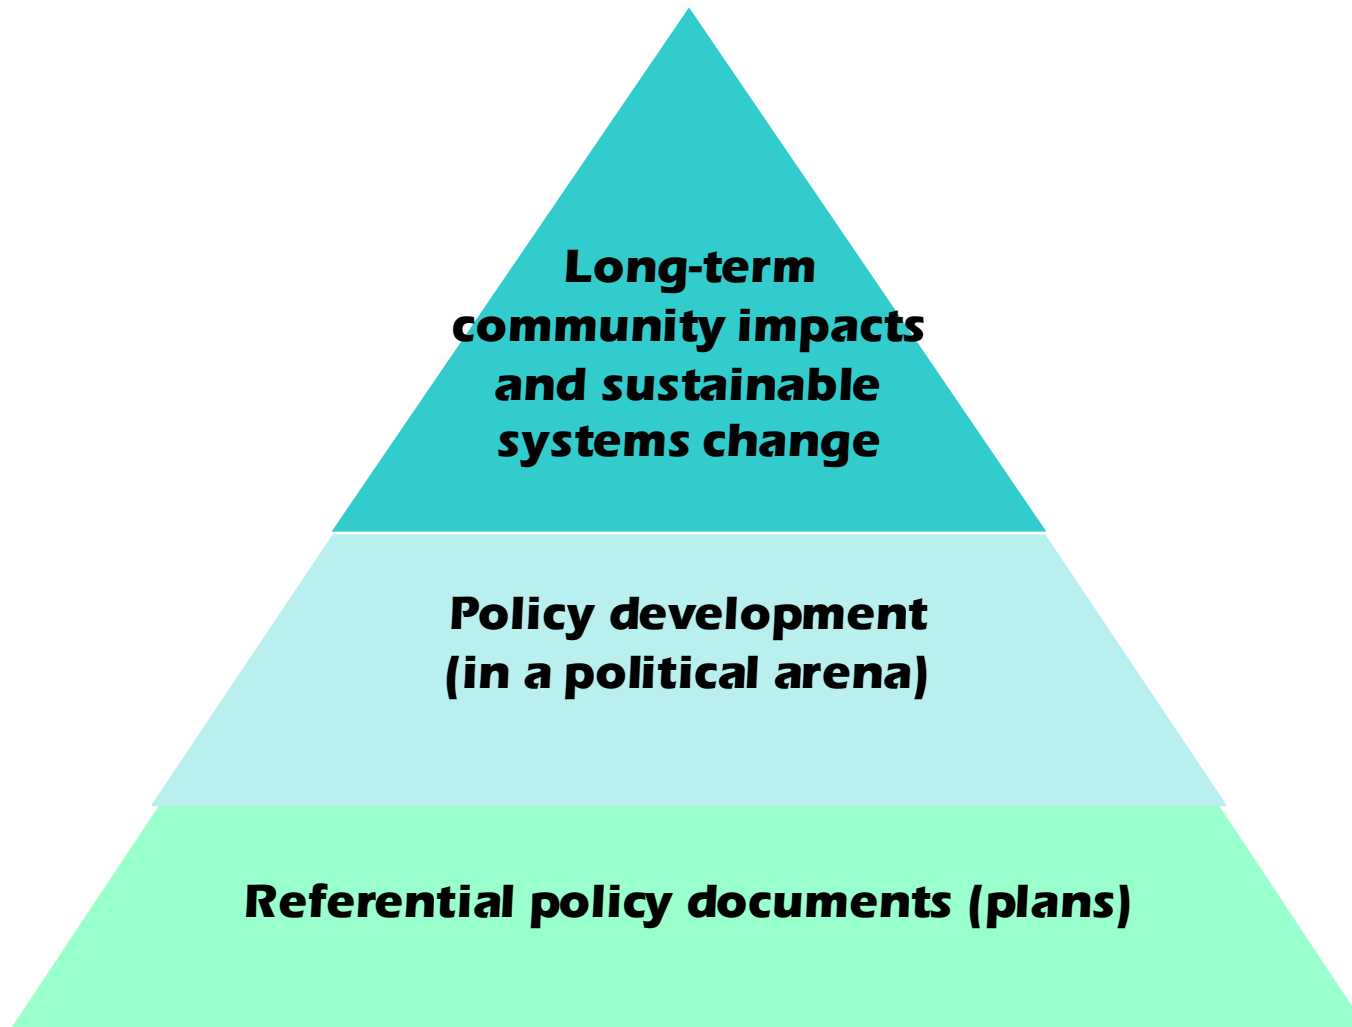 Long-term
community impacts
and sustainable
systems change
Policy development
(in a political arena)
Referential policy documents (plans)